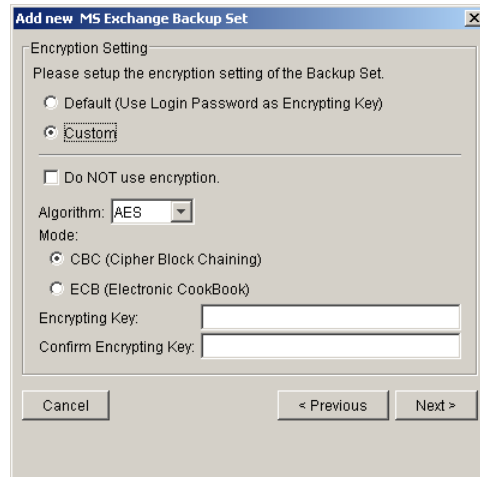 Add new MS Exchange Backup Set
Encryption Setting
Please setup the encryption setting of the Backup Set.
Default (Use Login Password as Encrypting Key)
Custom
Do NOT use encryption.
Algorithm: AES
Mode:
CBC (Cipher Block Chaining)
ECB (Electronic CookBook)
Encrypting Key:
Confirm Encrypting Key:
Cancel < Previous Next >